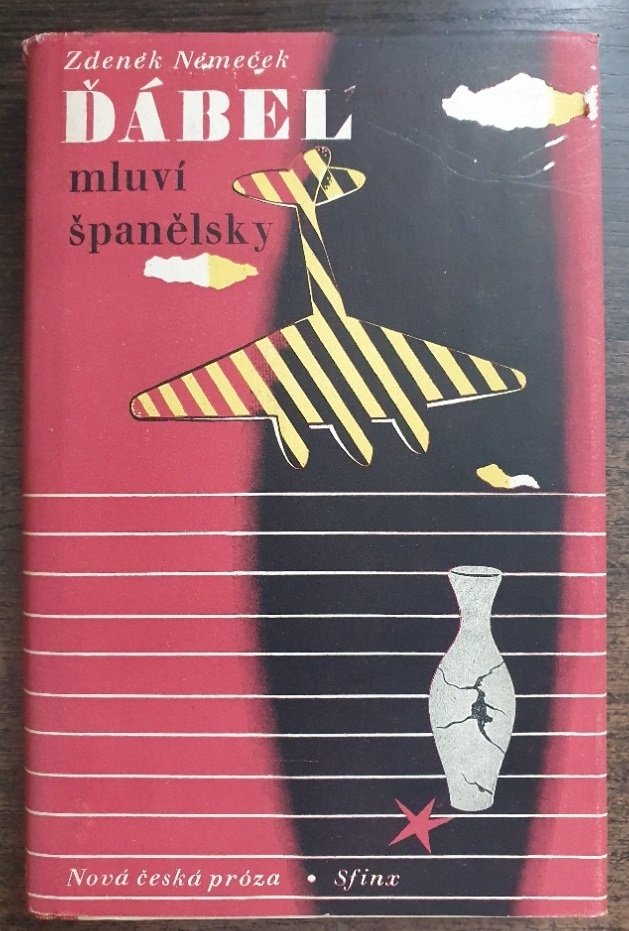 Zdeněk Němeček
ĎÁBEL
mluví
španělsky
Nová česká próza • Sfinx